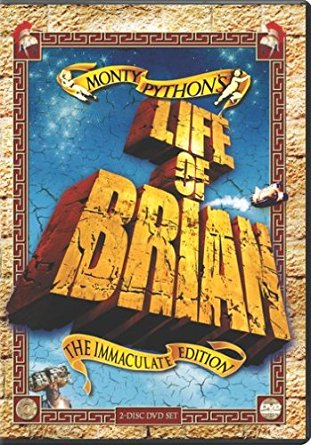 MONTY PYTHON'S
LIFE
OF
BRIAN
THE IMMACULATE EDITION
2-DISC DVD SET
DVD